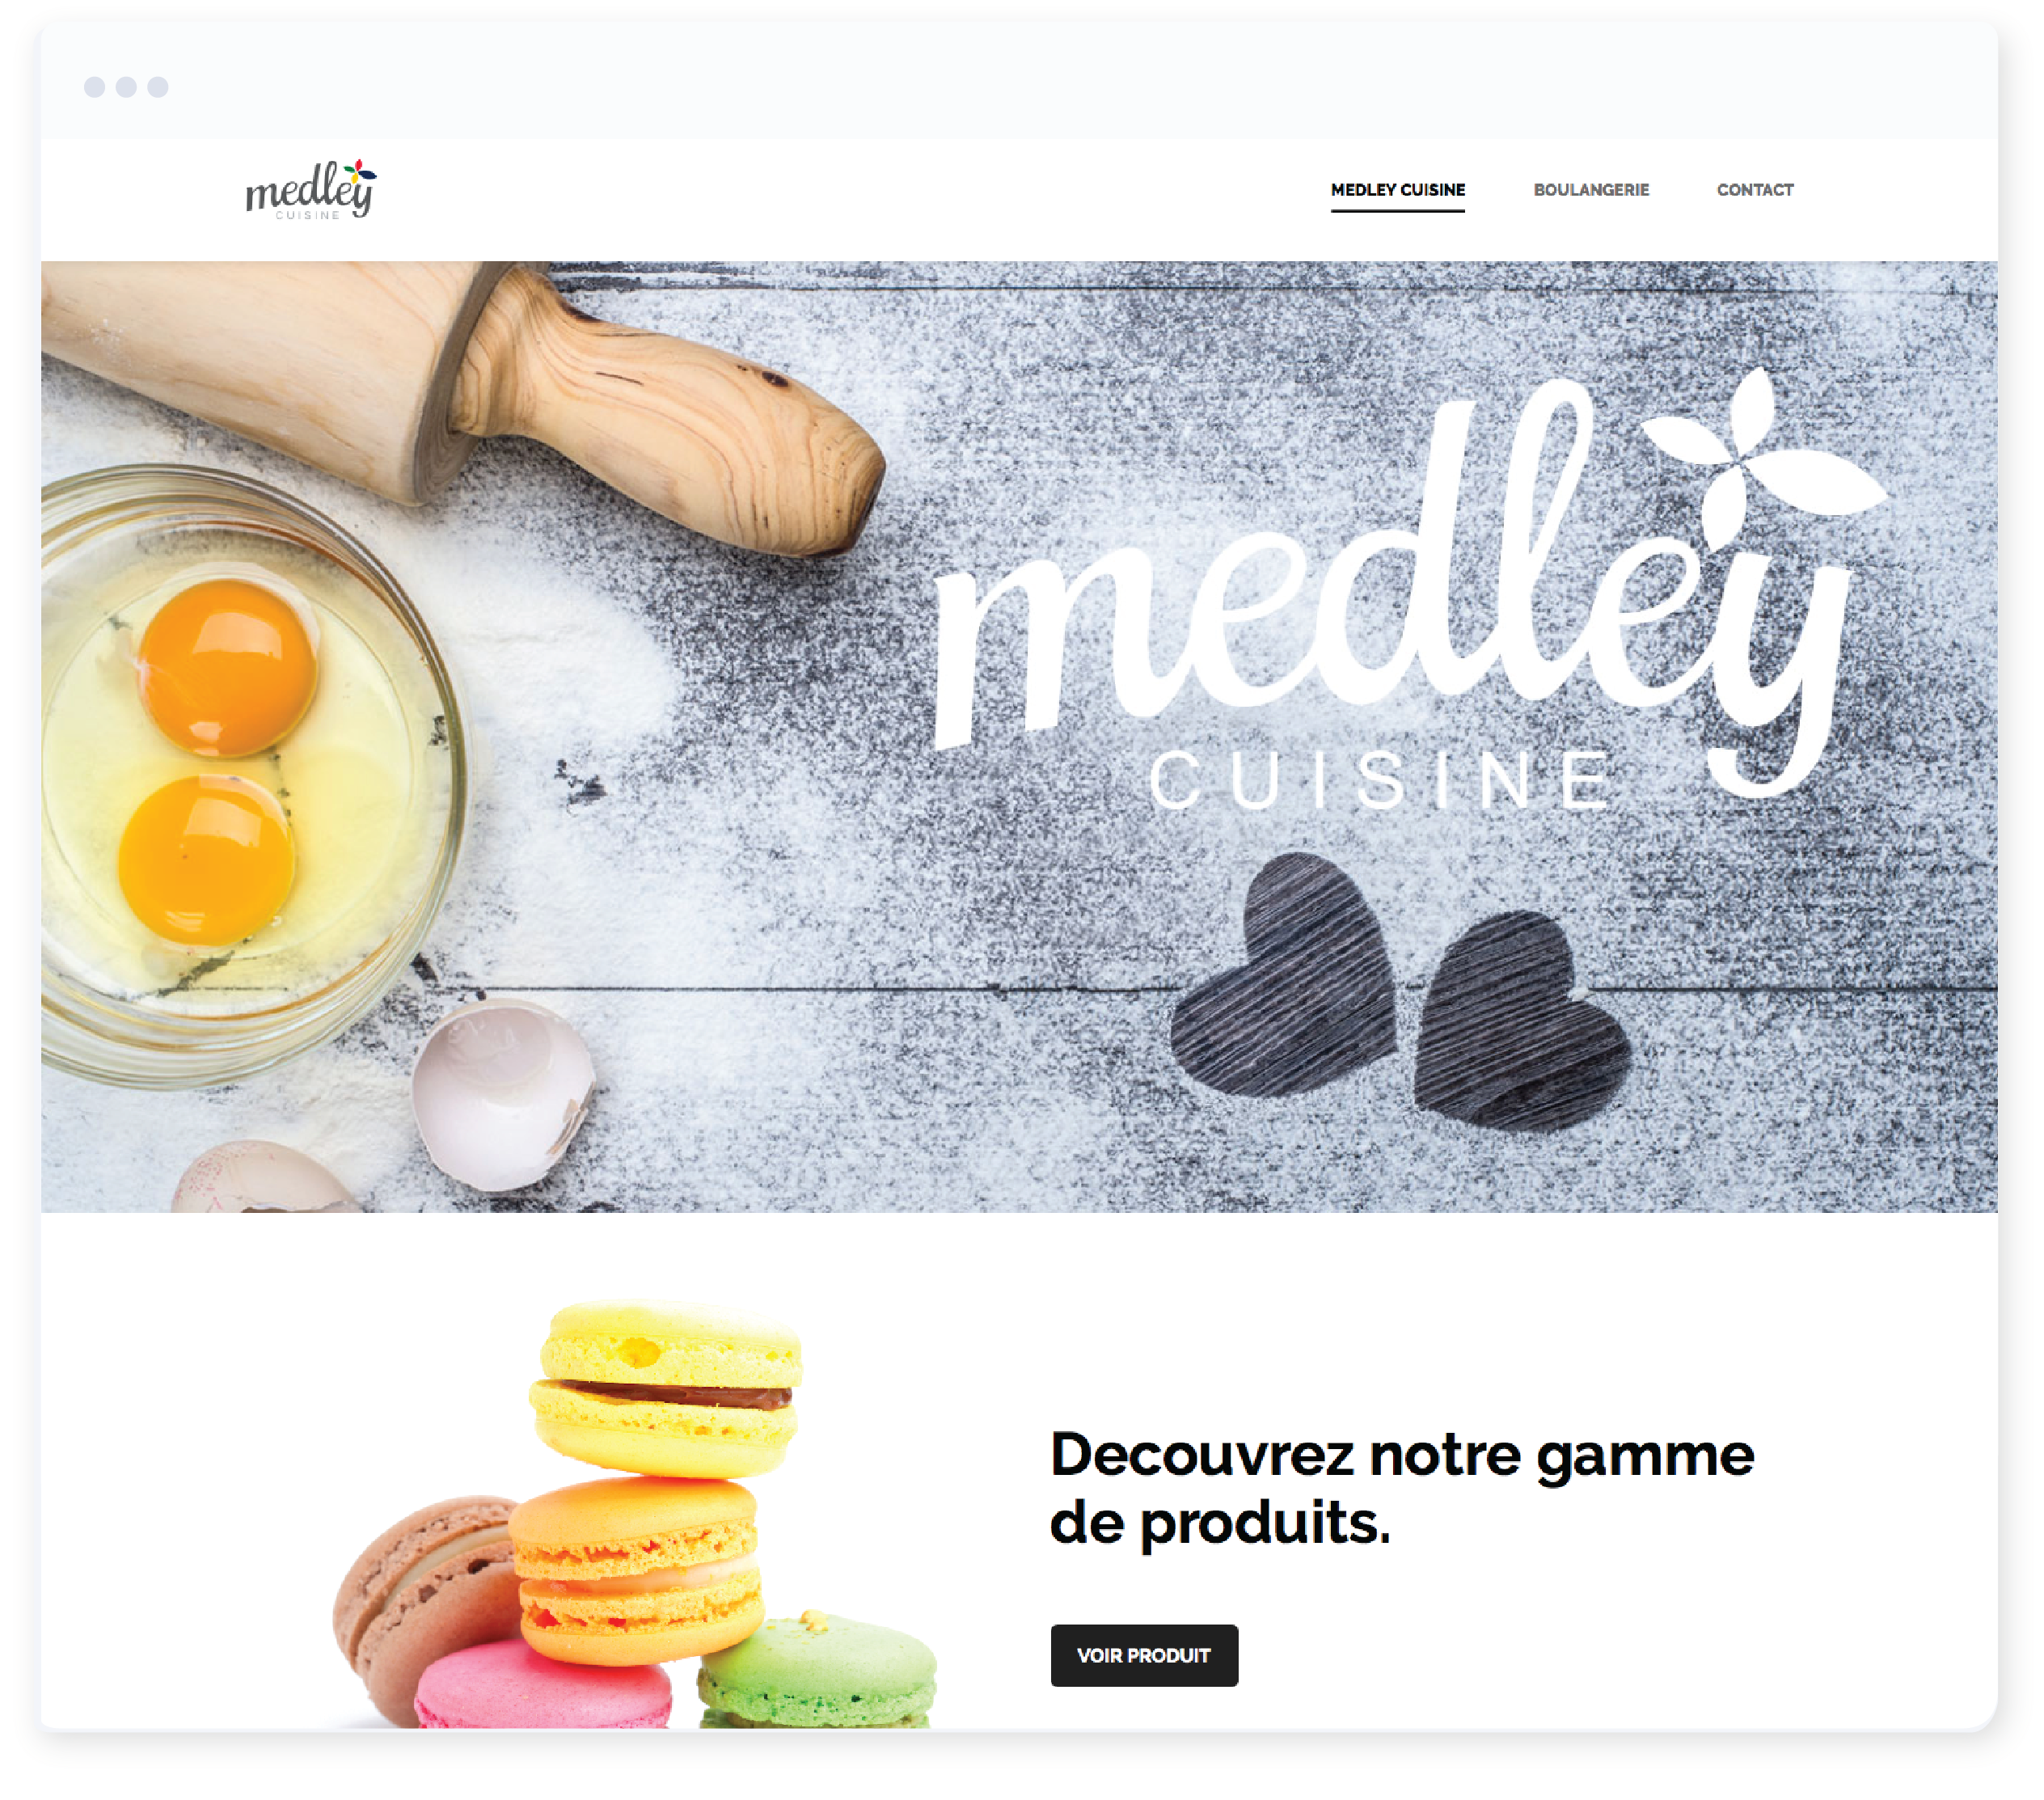 medley
CUISINE
MEDLEY CUISINE
BOULANGERIE
CONTACT
medley
CUISINE
Decouvrez notre gamme
de produits.
VOIR PRODUIT